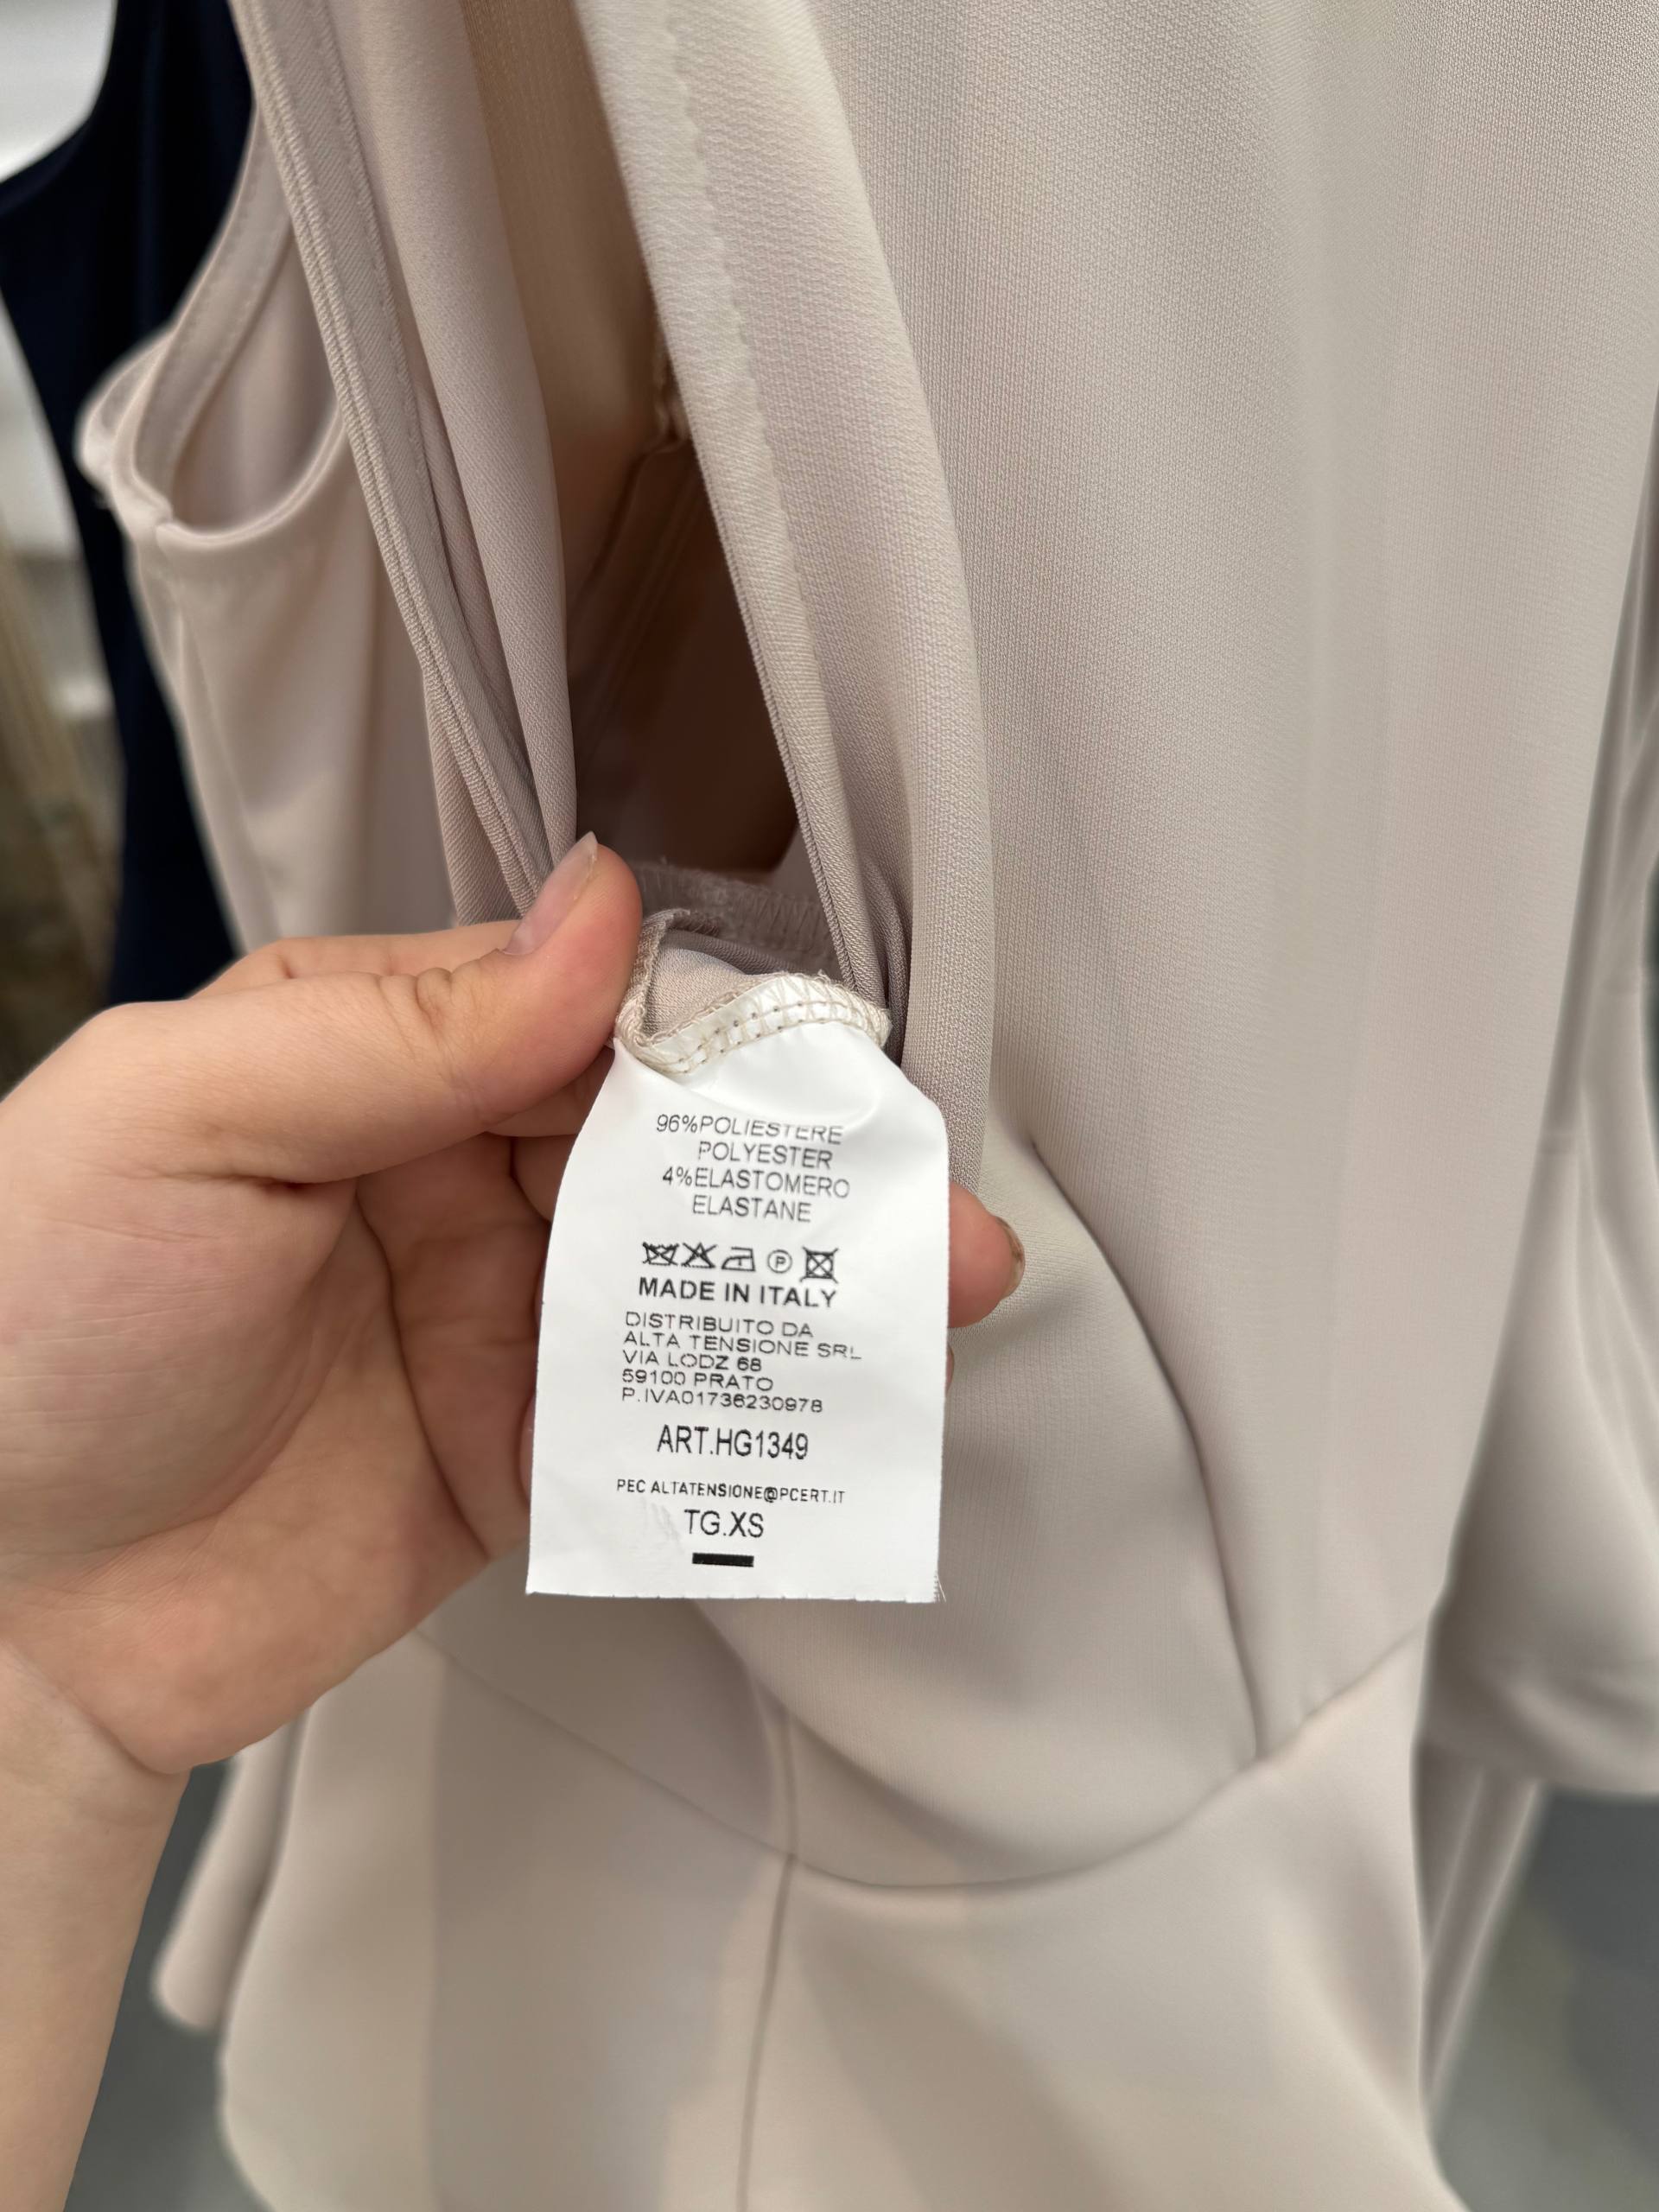 96%POLIESTERE
POLYESTER
4%ELASTOMERO
ELASTANE
P
MADE IN ITALY
DISTRIBUITO DA
ALTA TENSIONE SRL
VIA LODZ 68
59100 PRATO
P.IVA01736230978
ART.HG1349
PEC ALTATENSIONE@PCERT.IT
TG.XS